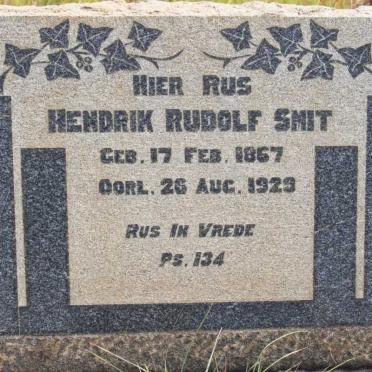 HIER RUS
HENDRIK RUDOLF SMIT
GEB. 17 FEB. 1867
OORL. 26 AUG. 1929
RUS IN VREDE
PS. 134